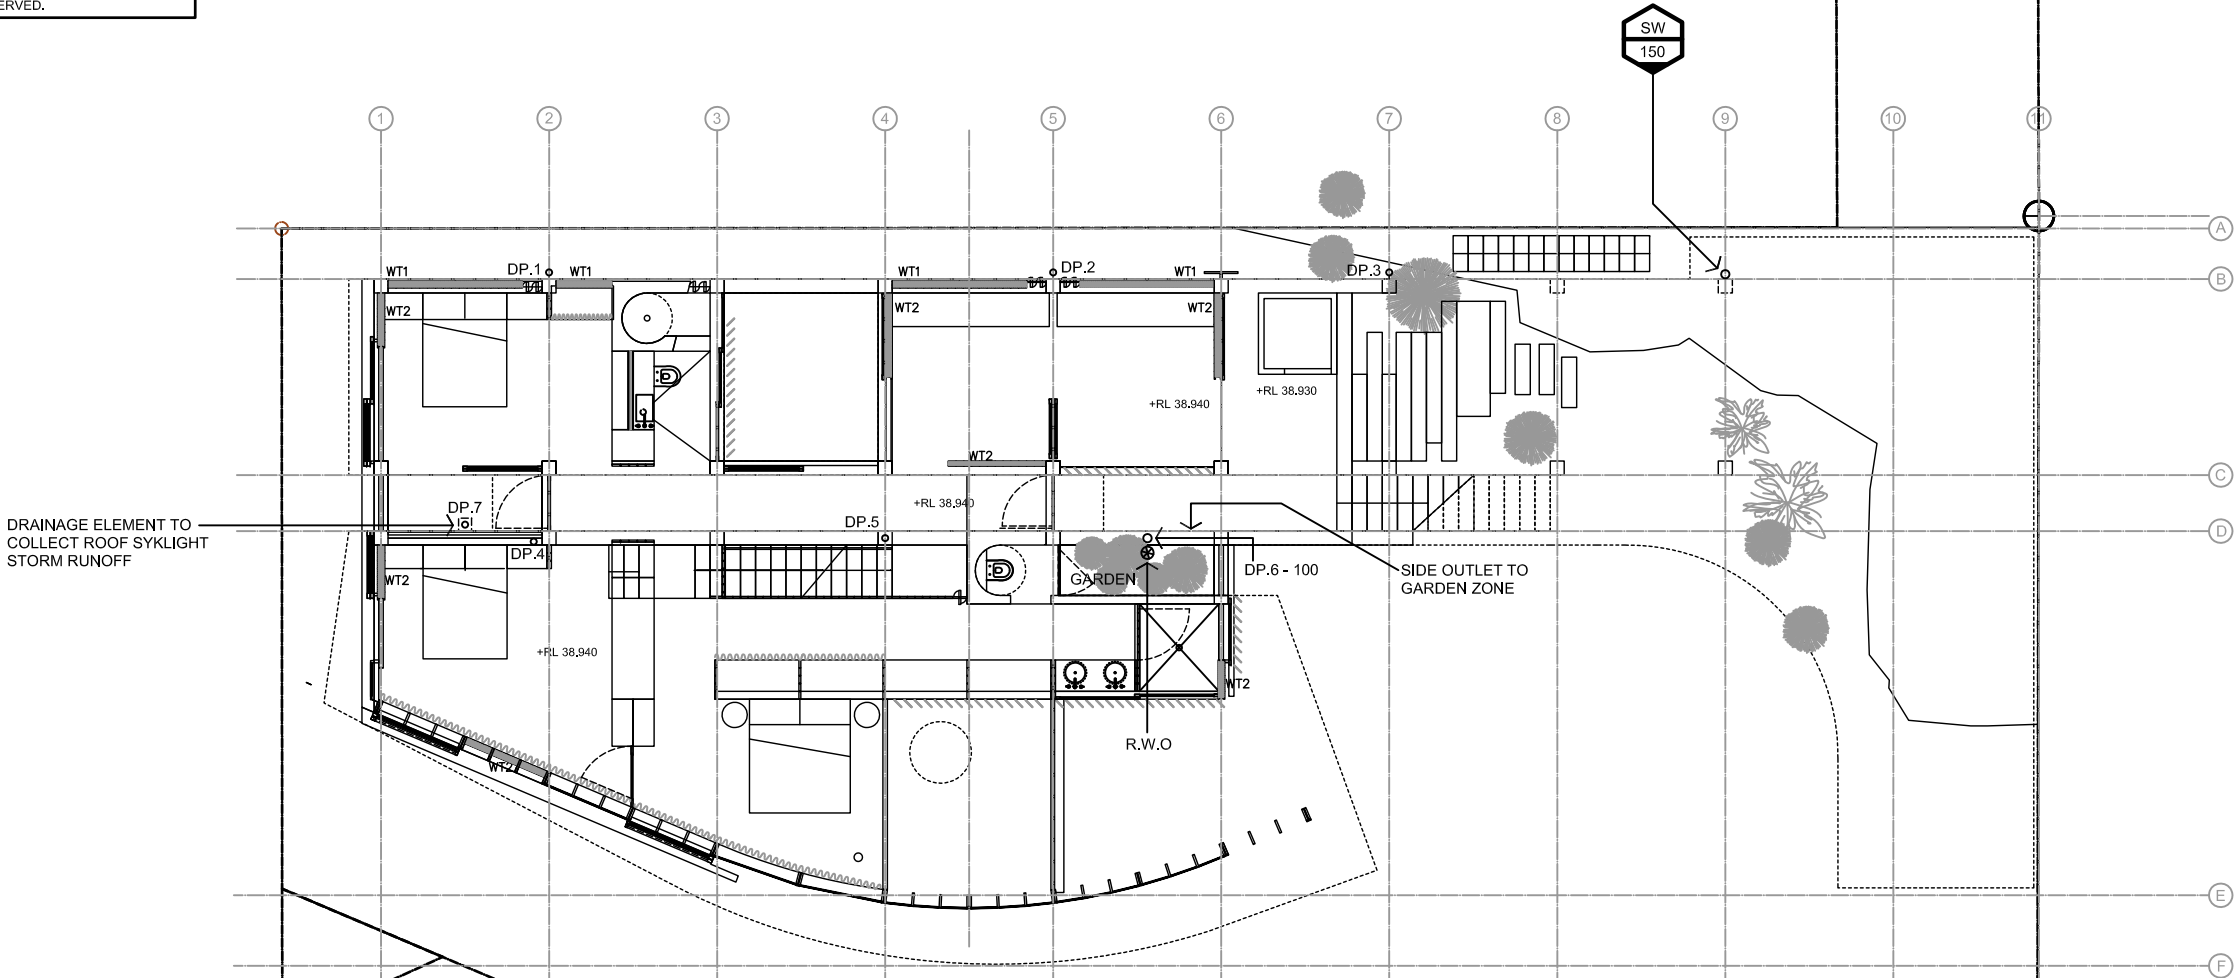 ERVED.
SW
150
1
2
3
4
5
6
7
8
9
10
11
A
WT1
DP.1
WT1
WT1
DP.2
WT1
DP.3
B
WT2
WT2
WT2
+RL 38.930
+RL 38.940
WT2
C
+RL 38.940
DP.7
DP.5
DRAINAGE ELEMENT TO
COLLECT ROOF SYKLIGHT
STORM RUNOFF
D
DP.4
WT2
GARDEN
DP.6 - 100
SIDE OUTLET TO
GARDEN ZONE
+RL 38.940
WT2
R.W.O
WT2
E
F